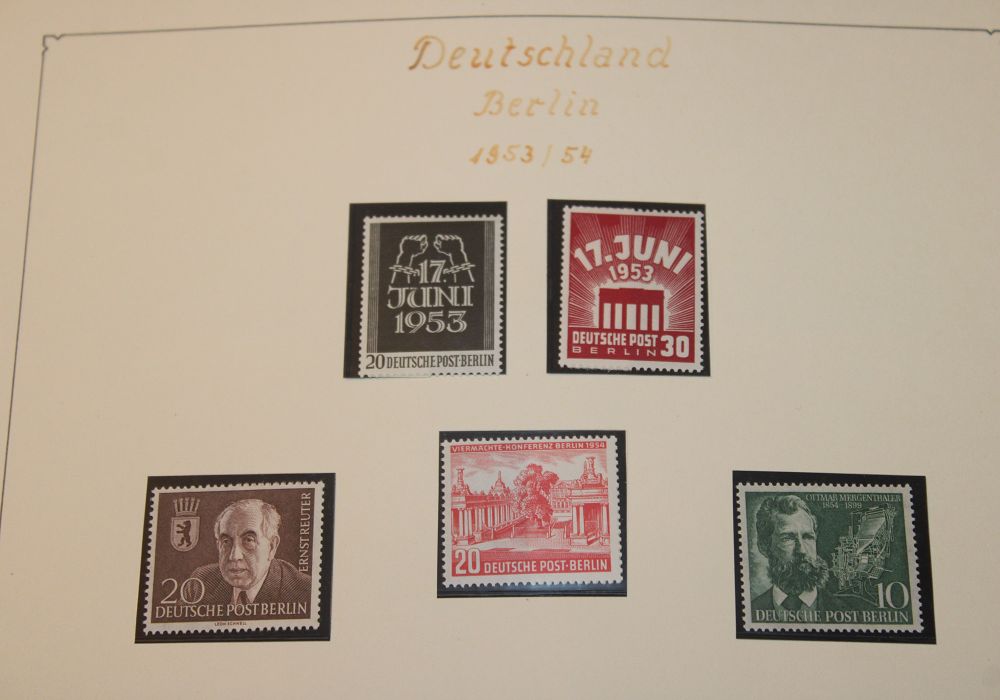 Deutschland
Berlin
1953/54
17.
JUNI
1953
20 DEUTSCHE POST·BERLIN
17. JUNI
1953
DEUTSCHE POST
BERLIN 30
ERNST REUTER
20
DEUTSCHE POST BERLIN
LEON SCHNELL
VIERMÄCHTE-KONFERENZ BERLIN 1954
20 DEUTSCHE POST·BERLIN
OTTMAR MERGENTHALER
1854 - 1899
10
DEUTSCHE POST BERLIN